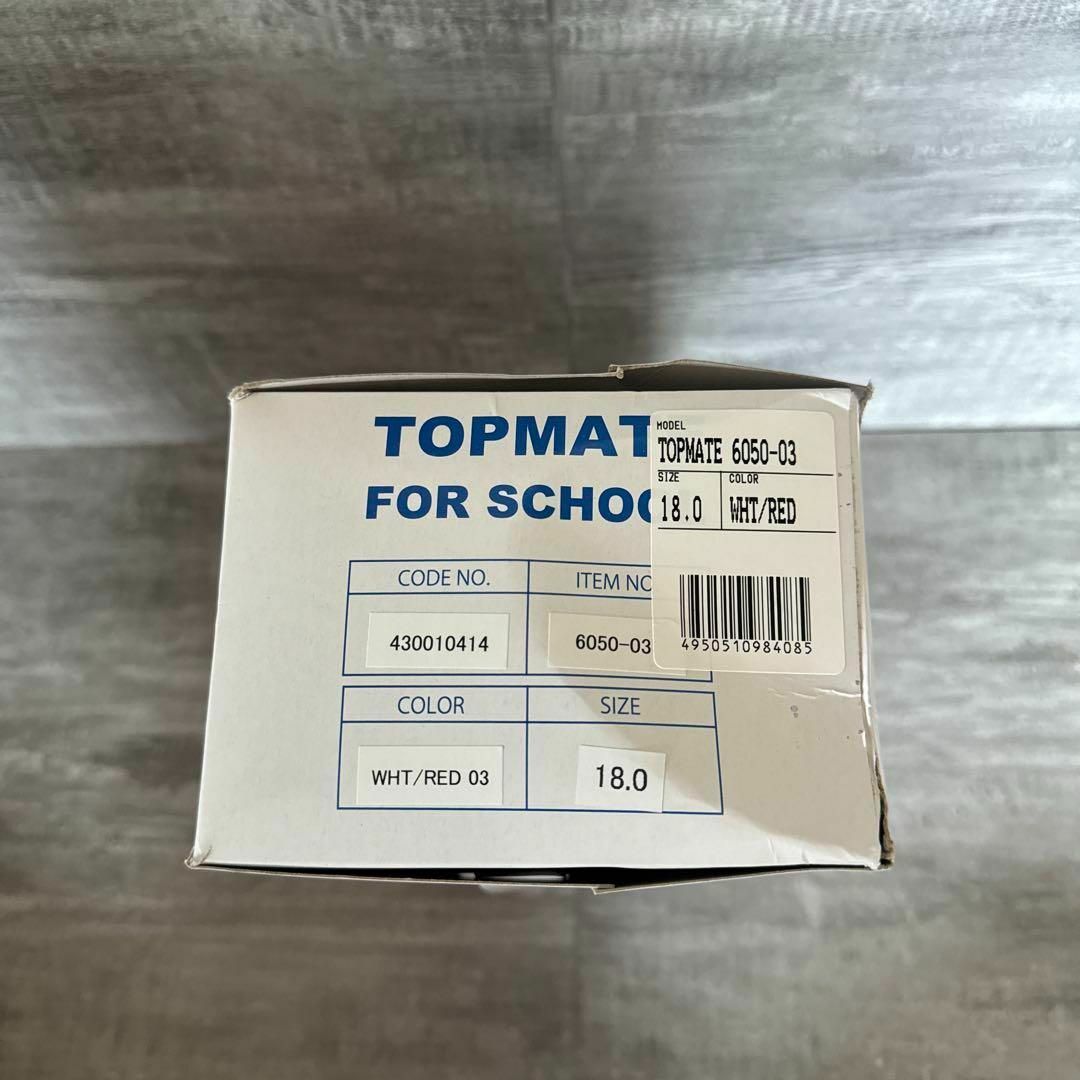 TOPMAT
FOR SCHOO
MODEL
TOPMATE 6050-03
SIZE
COLOR
18.0
WHT/RED
4950510984085
CODE NO.
ITEM NO
430010414
6050-03
COLOR
SIZE
WHT/RED 03
18.0